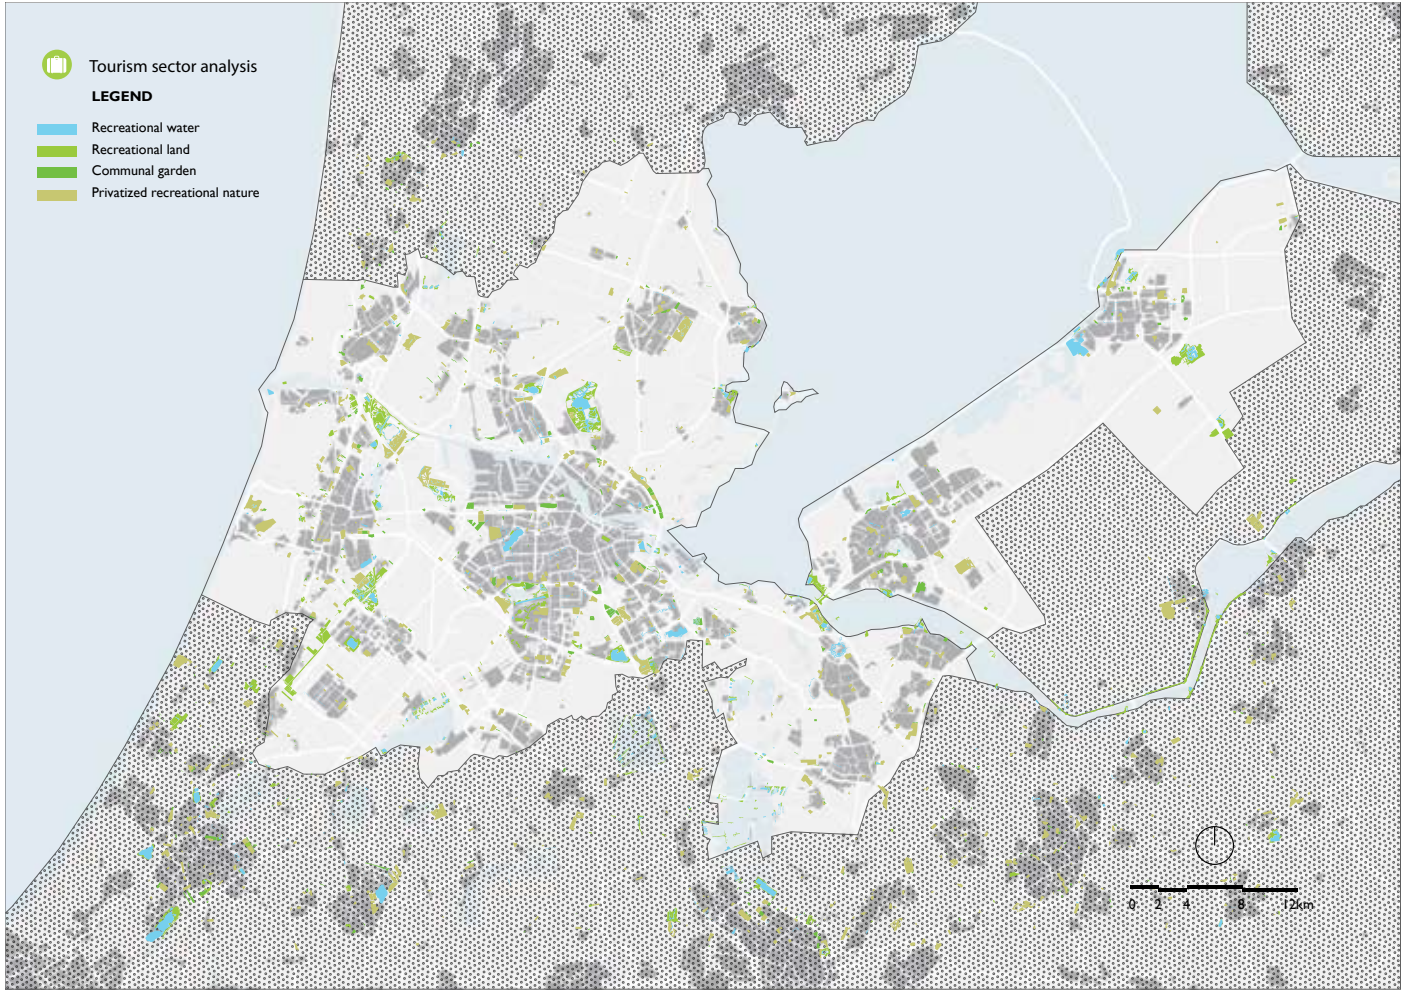 Tourism sector analysis
LEGEND
Recreational water
Recreational land
Communal garden
Privatized recreational nature
0 2 4 8 12km